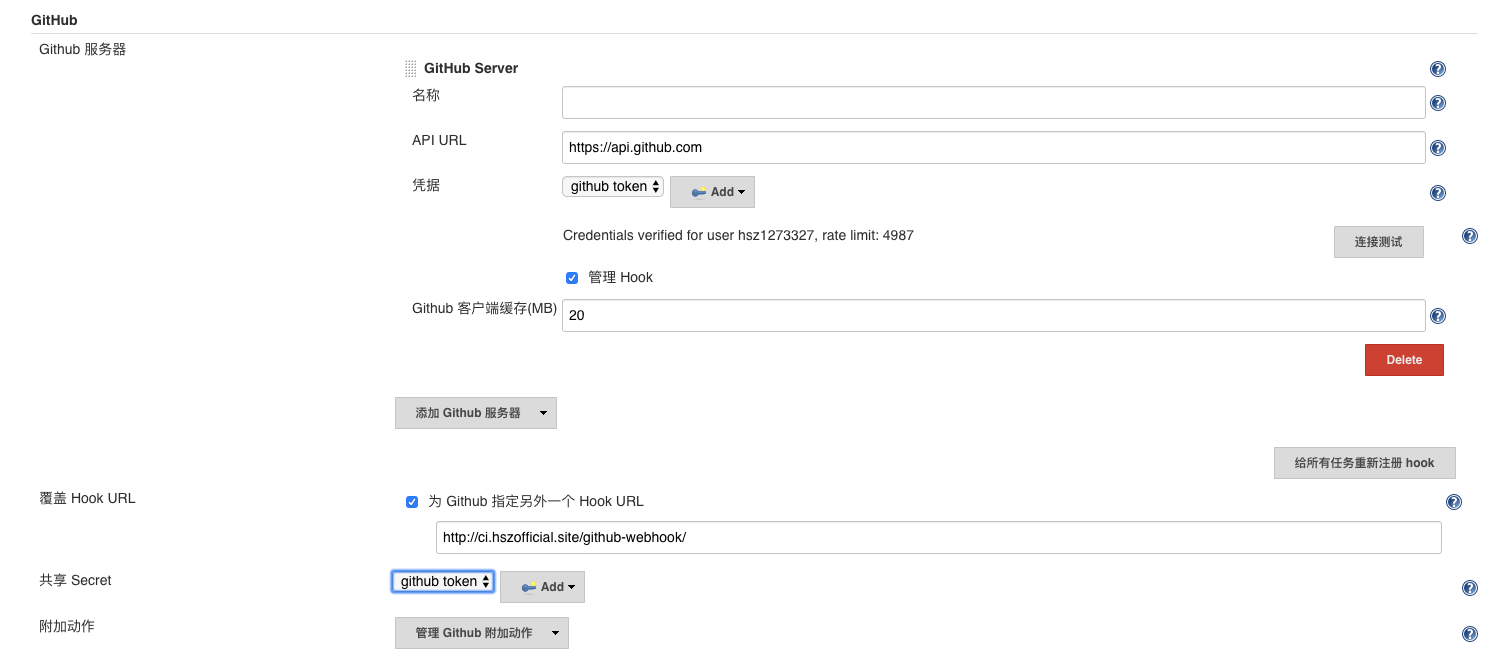 GitHub
Github 服务器
GitHub Server
名称
API URL
https://api.github.com
凭据
github token
Add
Credentials verified for user hsz1273327, rate limit: 4987
连接测试
管理 Hook
Github 客户端缓存(MB)
20
Delete
添加 Github 服务器
给所有任务重新注册 hook
覆盖 Hook URL
为 Github 指定另外一个 Hook URL
http://ci.hszofficial.site/github-webhook/
共享 Secret
github token
Add
附加动作
管理 Github 附加动作